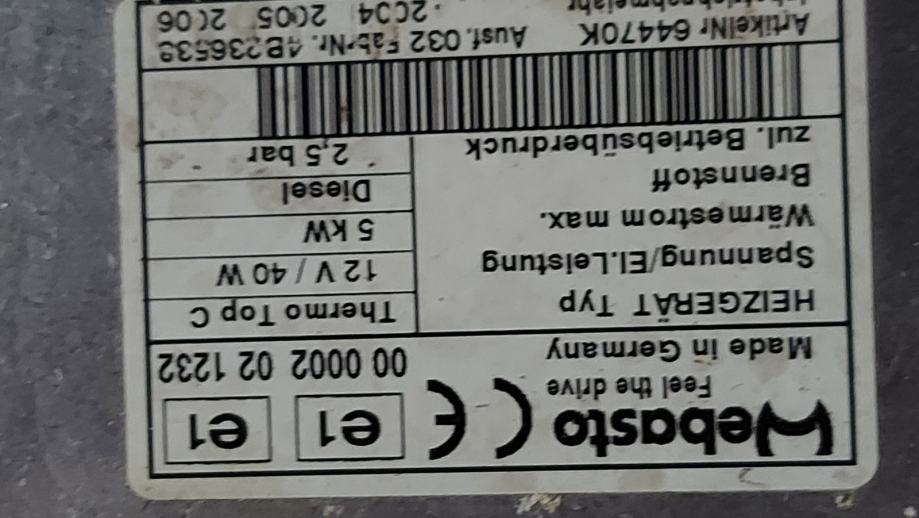 Webasto CE e1 e1
Feel the drive
Made in Germany 00 0002 02 1232
HEIZGERÄT Typ Thermo Top C
Spannung/El.Leistung 12 V / 40 W
Wärmestrom max. 5 kW
Brennstoff Diesel
zul. Betriebsüberdruck 2,5 bar
ArtikelNr 64470K Ausf. 032 Fab-Nr.
2004 2005 2006